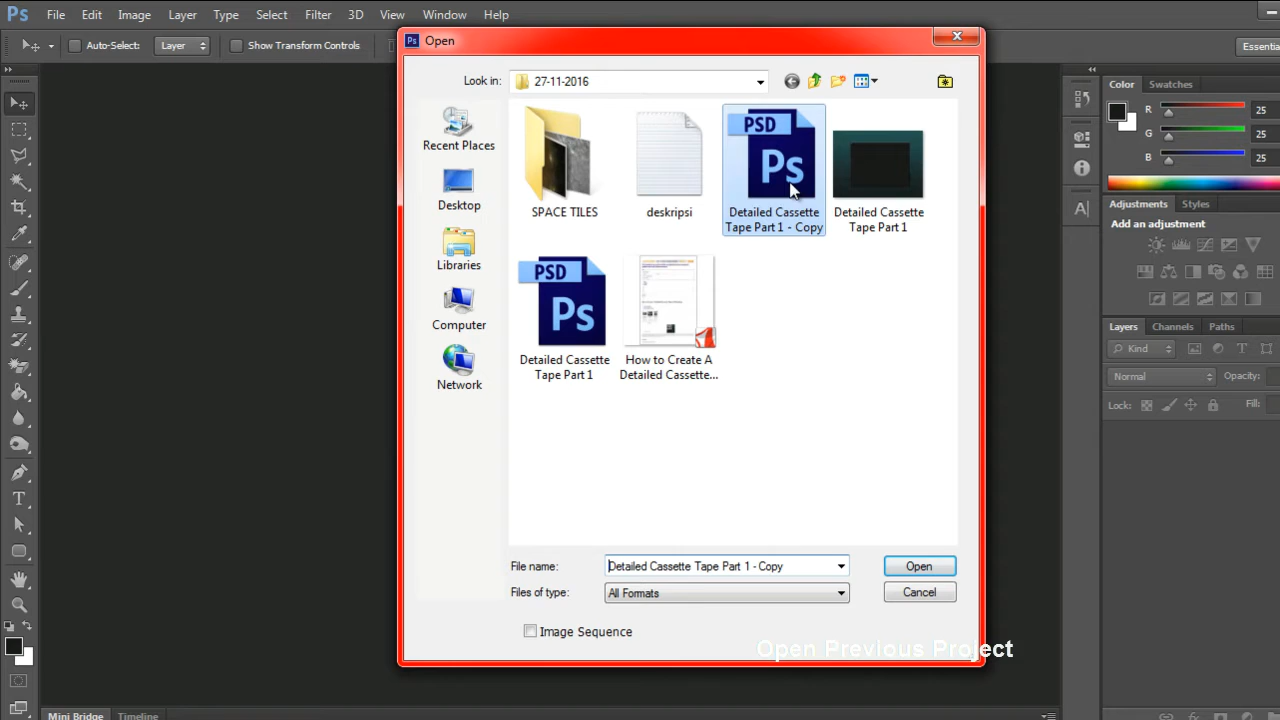 Ps File Edit Image Layer Type Select Filter 3D View Window Help
Auto-Select: Layer Show Transform Controls
Essentia
Ps Open
Look in: 27-11-2016
Recent Places
Desktop
Libraries
Computer
Network
SPACE TILES
deskripsi
PSD
Ps
Detailed Cassette
Tape Part 1 - Copy
Detailed Cassette
Tape Part 1
PSD
Ps
Detailed Cassette
Tape Part 1
How to Create A
Detailed Cassette...
File name: Detailed Cassette Tape Part 1 - Copy Open
Files of type: All Formats Cancel
Image Sequence
Open Previous Project
Color Swatches
R 25
G 25
B 25
A
Adjustments Styles
Add an adjustment
Layers Channels Paths
Kind T
Normal Opacity:
Lock: Fill:
T
Mini Bridge Timeline